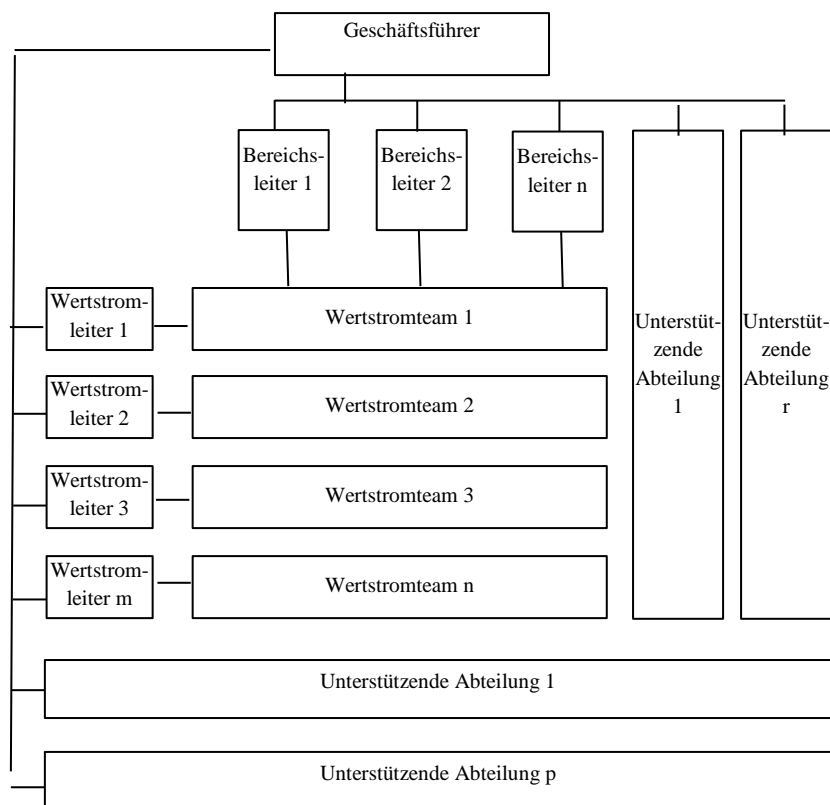 Geschäftsführer
Bereichs-
leiter 1
Bereichs-
leiter 2
Bereichs-
leiter n
Wertstrom-
leiter 1
Wertstromteam 1
Unterstüt-
zende
Abteilung
1
Unterstüt-
zende
Abteilung
r
Wertstrom-
leiter 2
Wertstromteam 2
Wertstrom-
leiter 3
Wertstromteam 3
Wertstrom-
leiter m
Wertstromteam n
Unterstützende Abteilung 1
Unterstützende Abteilung p